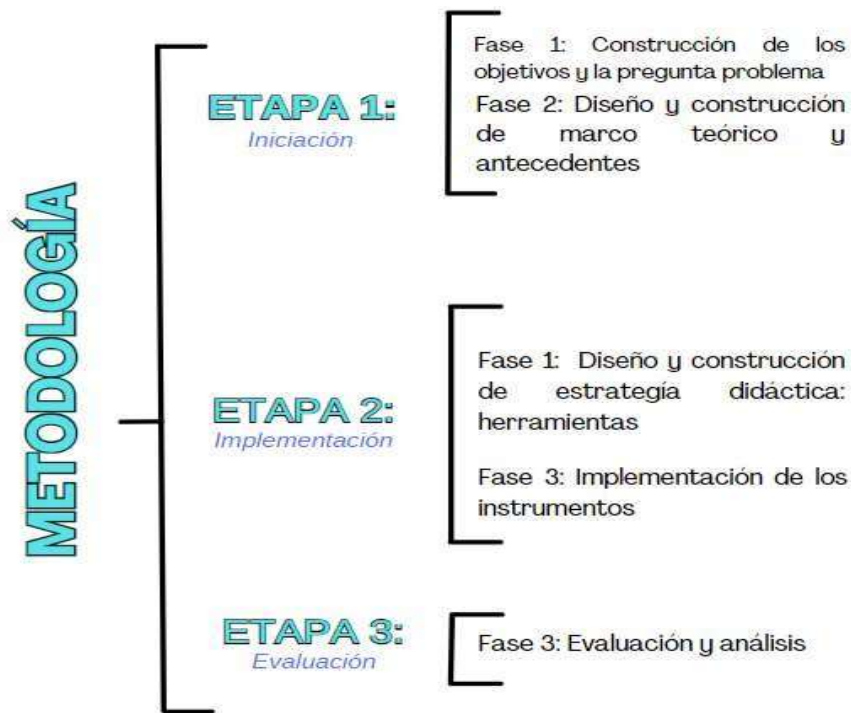 METODOLOGÍA
ETAPA 1:
Iniciación
Fase 1: Construcción de los
objetivos y la pregunta problema
Fase 2: Diseño y construcción
de marco teórico y
antecedentes
ETAPA 2:
Implementación
Fase 1: Diseño y construcción
de estrategía didáctica:
herramientas
Fase 3: Implementación de los
instrumentos
ETAPA 3:
Evaluación
Fase 3: Evaluación y análisis